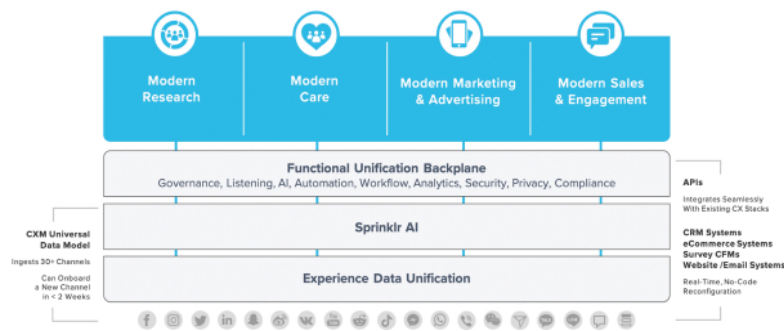 Modern
Research
Modern
Care
Modern Marketing
& Advertising
Modern Sales
& Engagement
Functional Unification Backplane
Governance, Listening, AI, Automation, Workflow, Analytics, Security, Privacy, Compliance
Sprinklr AI
Experience Data Unification
CXM Universal
Data Model
Ingests 30+ Channels
Can Onboard
a New Channel
in < 2 Weeks
APIs
Integrates Seamlessly
With Existing CX Stacks
CRM Systems
eCommerce Systems
Survey CFMs
Website /Email Systems
Real-Time, No-Code
Reconfiguration